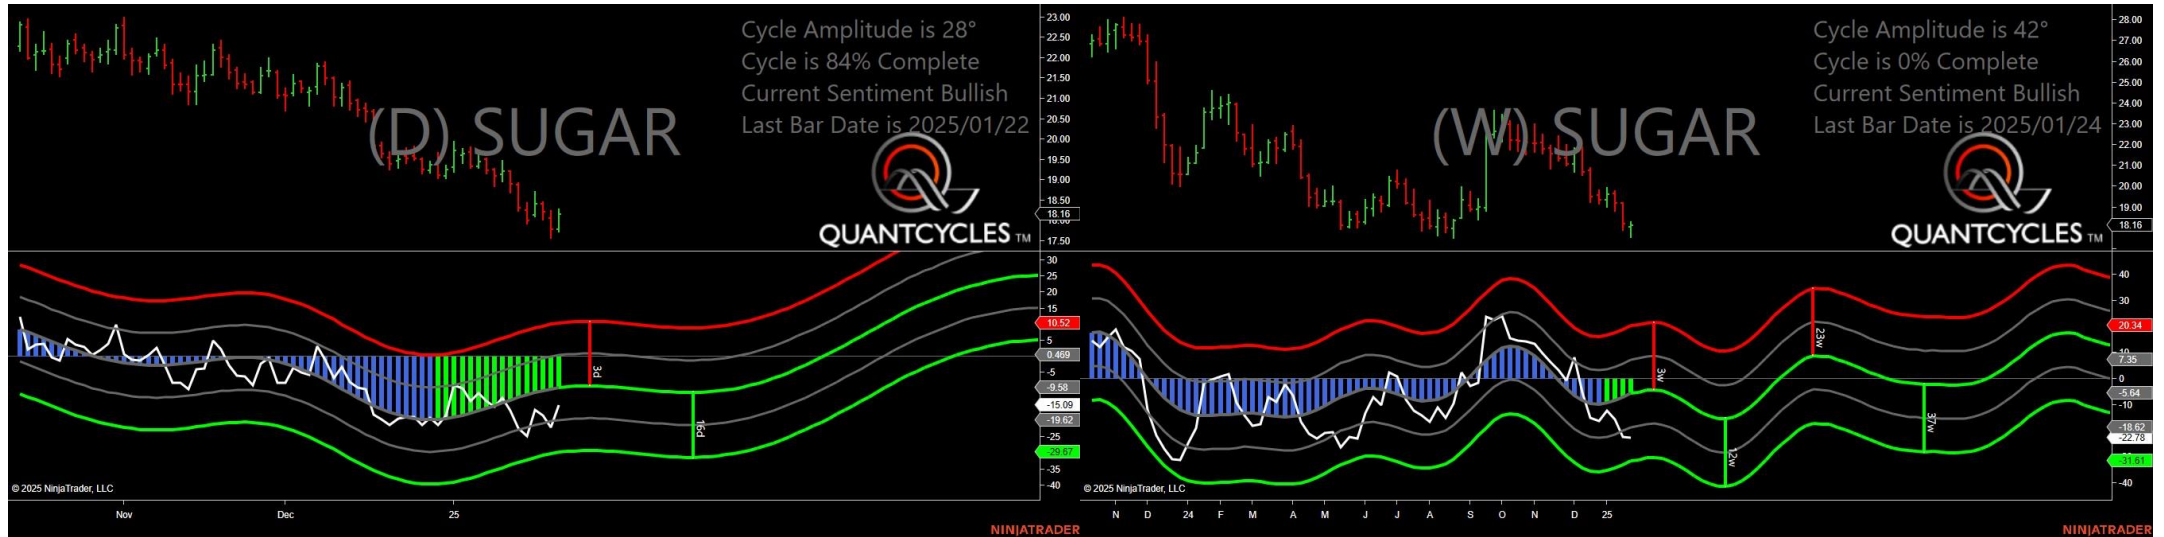 Cycle Amplitude is 28°
Cycle is 84% Complete
Current Sentiment Bullish
Last Bar Date is 2025/01/22
(D) SUGAR
QUANTCYCLES TM
23.00
22.50
22.00
21.50
21.00
20.50
20.00
19.50
19.00
18.50
18.16
17.50
30
25
20
15
10.52
5
0.469
-5
-9.58
-15.09
-19.62
-25
-29.67
-35
-40
3d
16d
© 2025 NinjaTrader, LLC
Nov Dec 25
NINJATRADER
Cycle Amplitude is 42°
Cycle is 0% Complete
Current Sentiment Bullish
Last Bar Date is 2025/01/24
(W) SUGAR
QUANTCYCLES TM
28.00
27.00
26.00
25.00
24.00
23.00
22.00
21.00
20.00
19.00
18.16
40
30
20.34
7.35
0
-5.64
-10
-18.62
-22.78
-31.61
-40
3w
12w
23w
37w
© 2025 NinjaTrader, LLC
N D 24 F M A M J J A S O N D 25
NINJATRADER